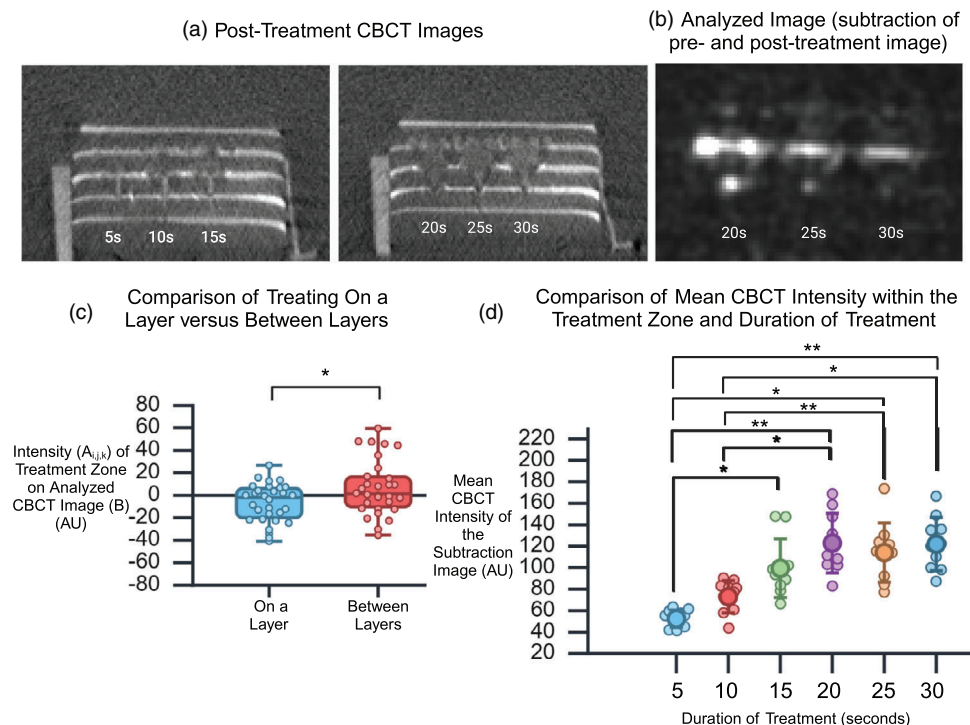 (a) Post-Treatment CBCT Images
5s 10s 15s
20s 25s 30s
(b) Analyzed Image (subtraction of
pre- and post-treatment image)
20s 25s 30s
(c) Comparison of Treating On a
Layer versus Between Layers
*
Intensity (Ai,j,k) of
Treatment Zone
on Analyzed
CBCT Image (B)
(AU)
80
60
40
20
0
-20
-40
-60
-80
On a
Layer
Between
Layers
(d) Comparison of Mean CBCT Intensity within the
Treatment Zone and Duration of Treatment
**
*
*
**
**
*
*
Mean
CBCT
Intensity of
the
Subtraction
Image (AU)
220
200
180
160
140
120
100
80
60
40
20
5 10 15 20 25 30
Duration of Treatment (seconds)